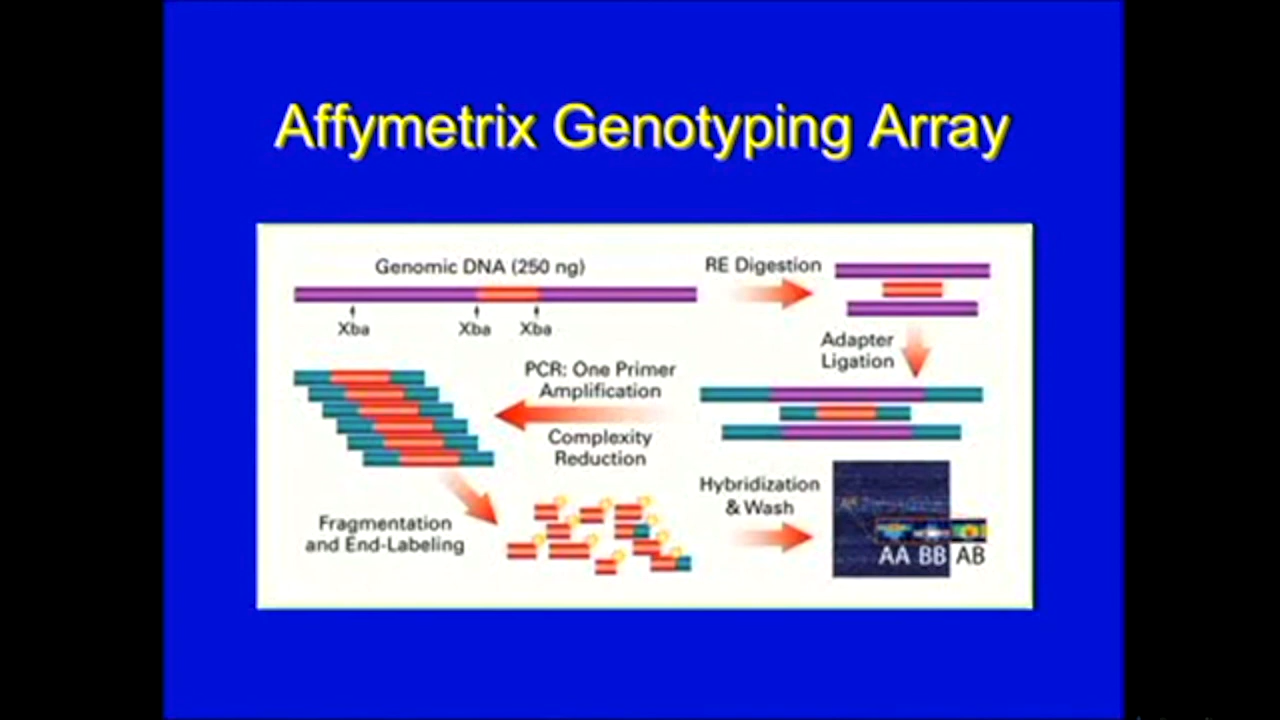 Affymetrix Genotyping Array
Genomic DNA (250 ng)
Xba
Xba
Xba
RE Digestion
Adapter
Ligation
PCR: One Primer
Amplification
Complexity
Reduction
Fragmentation
and End-Labeling
Hybridization
& Wash
AA BB AB